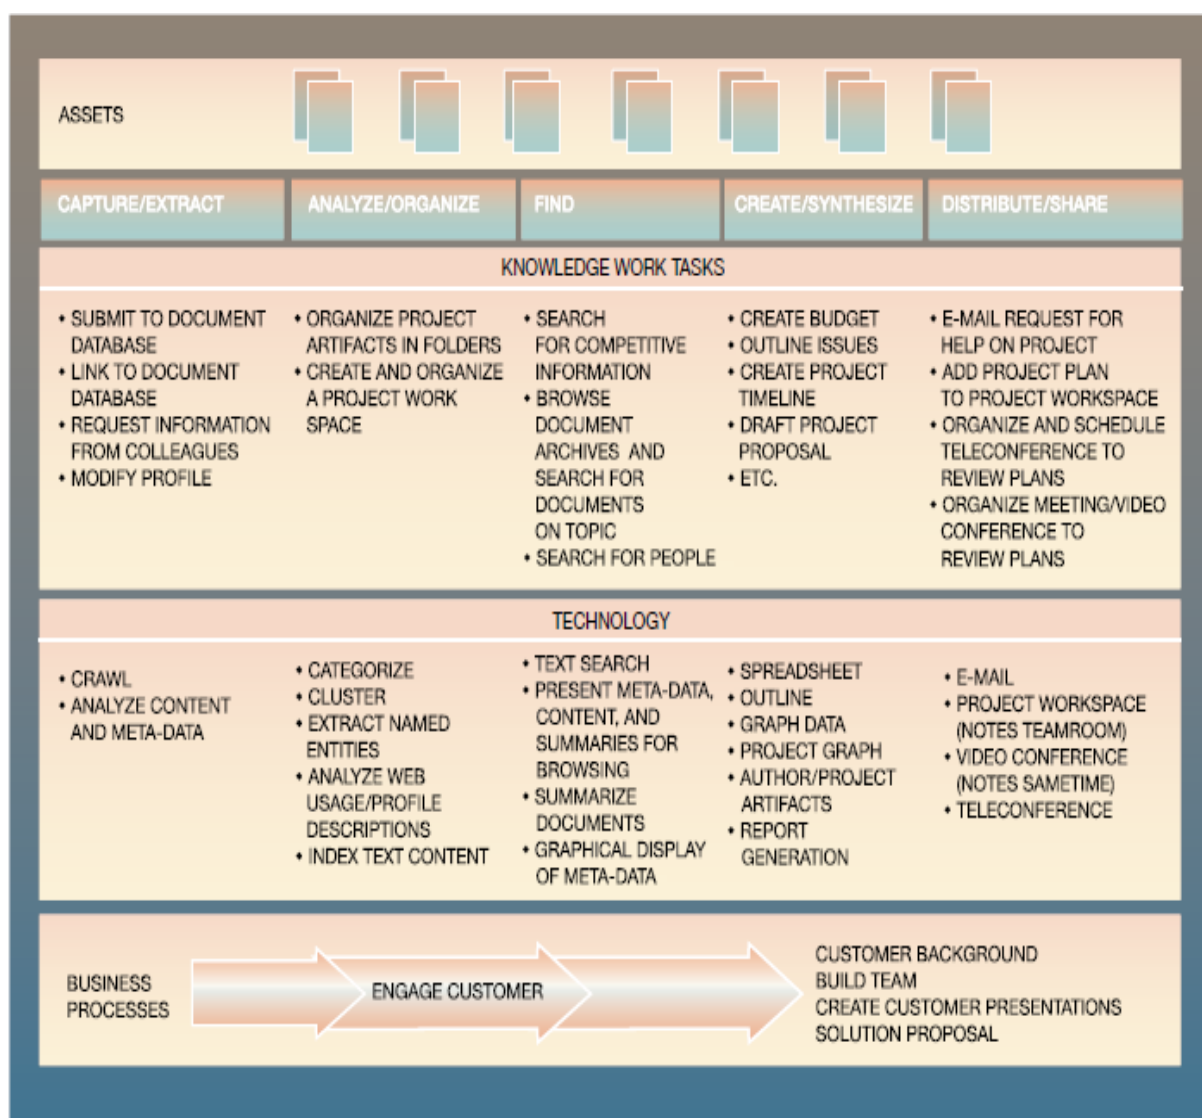 ASSETS
CAPTURE/EXTRACT
ANALYZE/ORGANIZE
FIND
CREATE/SYNTHESIZE
DISTRIBUTE/SHARE
KNOWLEDGE WORK TASKS
• SUBMIT TO DOCUMENT
DATABASE
• LINK TO DOCUMENT
DATABASE
• REQUEST INFORMATION
FROM COLLEAGUES
• MODIFY PROFILE
• ORGANIZE PROJECT
ARTIFACTS IN FOLDERS
• CREATE AND ORGANIZE
A PROJECT WORK
SPACE
• SEARCH
FOR COMPETITIVE
INFORMATION
• BROWSE
DOCUMENT
ARCHIVES AND
SEARCH FOR
DOCUMENTS
ON TOPIC
• SEARCH FOR PEOPLE
• CREATE BUDGET
• OUTLINE ISSUES
• CREATE PROJECT
TIMELINE
• DRAFT PROJECT
PROPOSAL
• ETC.
• E-MAIL REQUEST FOR
HELP ON PROJECT
• ADD PROJECT PLAN
TO PROJECT WORKSPACE
• ORGANIZE AND SCHEDULE
TELECONFERENCE TO
REVIEW PLANS
• ORGANIZE MEETING/VIDEO
CONFERENCE TO
REVIEW PLANS
TECHNOLOGY
• CRAWL
• ANALYZE CONTENT
AND META-DATA
• CATEGORIZE
• CLUSTER
• EXTRACT NAMED
ENTITIES
• ANALYZE WEB
USAGE/PROFILE
DESCRIPTIONS
• INDEX TEXT CONTENT
• TEXT SEARCH
• PRESENT META-DATA,
CONTENT, AND
SUMMARIES FOR
BROWSING
• SUMMARIZE
DOCUMENTS
• GRAPHICAL DISPLAY
OF META-DATA
• SPREADSHEET
• OUTLINE
• GRAPH DATA
• PROJECT GRAPH
• AUTHOR/PROJECT
ARTIFACTS
• REPORT
GENERATION
• E-MAIL
• PROJECT WORKSPACE
(NOTES TEAMROOM)
• VIDEO CONFERENCE
(NOTES SAMETIME)
• TELECONFERENCE
BUSINESS
PROCESSES
ENGAGE CUSTOMER
CUSTOMER BACKGROUND
BUILD TEAM
CREATE CUSTOMER PRESENTATIONS
SOLUTION PROPOSAL